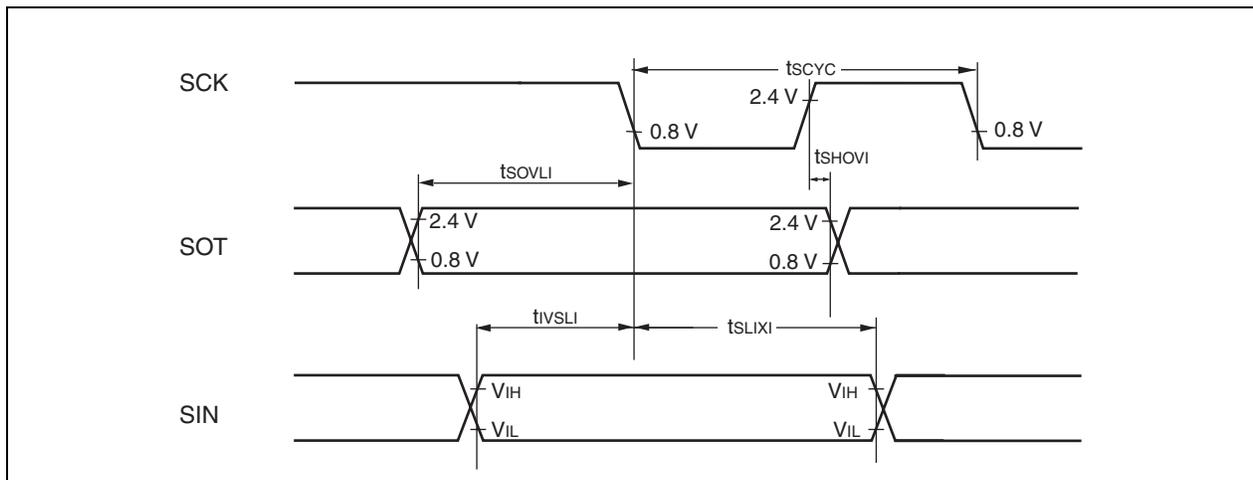 SCK
tSCYC
2.4 V
0.8 V
0.8 V
tSHOVI
tSOVLI
SOT
2.4 V
2.4 V
0.8 V
0.8 V
tIVSLI
tSLIXI
SIN
VIH
VIH
VIL
VIL